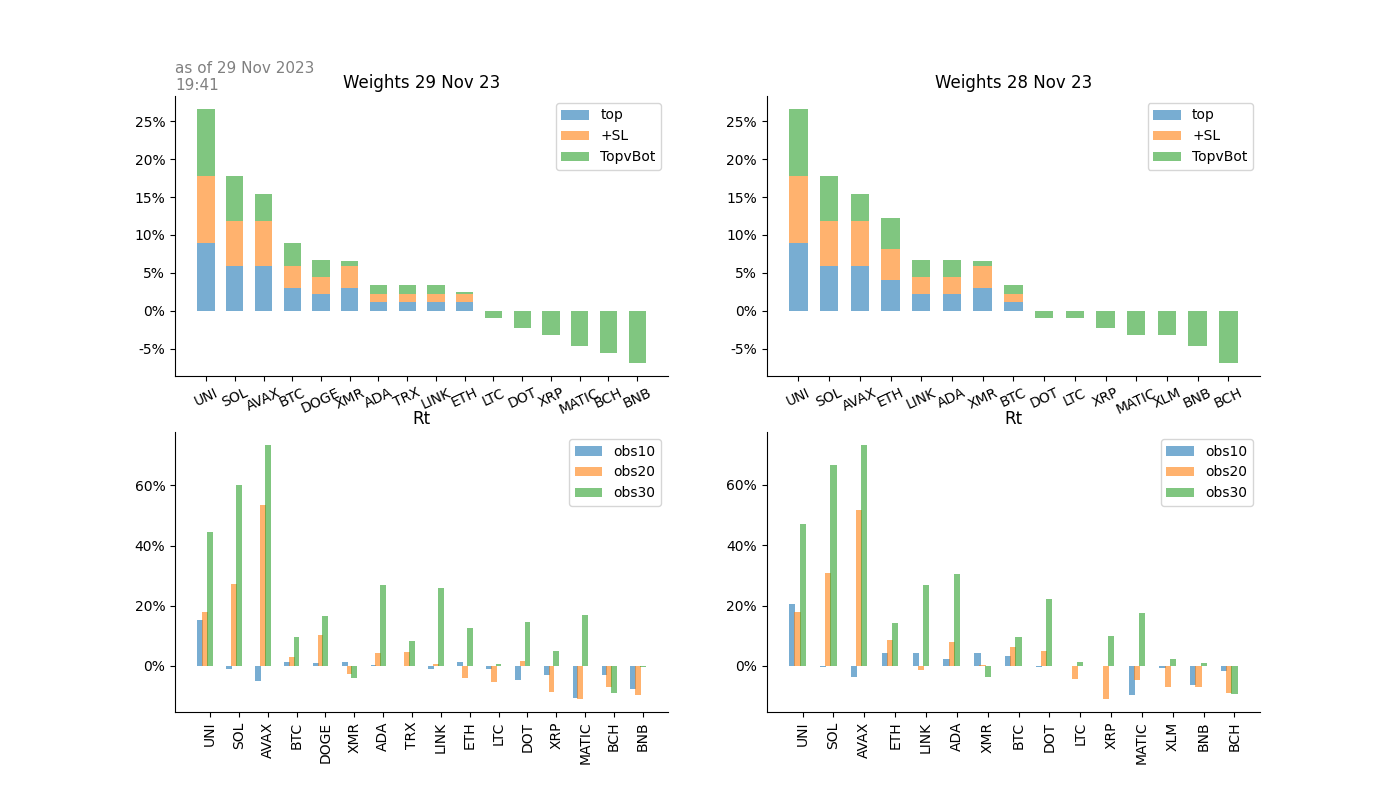 as of 29 Nov 2023
19:41
Weights 29 Nov 23
25%
20%
15%
10%
5%
0%
-5%
top
+SL
TopvBot
UNI SOL AVAX BTC DOGE XMR ADA TRX LINK ETH LTC DOT XRP MATIC BCH BNB
Weights 28 Nov 23
25%
20%
15%
10%
5%
0%
-5%
top
+SL
TopvBot
UNI SOL AVAX ETH LINK ADA XMR BTC DOT LTC XRP MATIC XLM BNB BCH
Rt
60%
40%
20%
0%
obs10
obs20
obs30
UNI SOL AVAX BTC DOGE XMR ADA TRX LINK ETH LTC DOT XRP MATIC BCH BNB
Rt
60%
40%
20%
0%
obs10
obs20
obs30
UNI SOL AVAX ETH LINK ADA XMR BTC DOT LTC XRP MATIC XLM BNB BCH